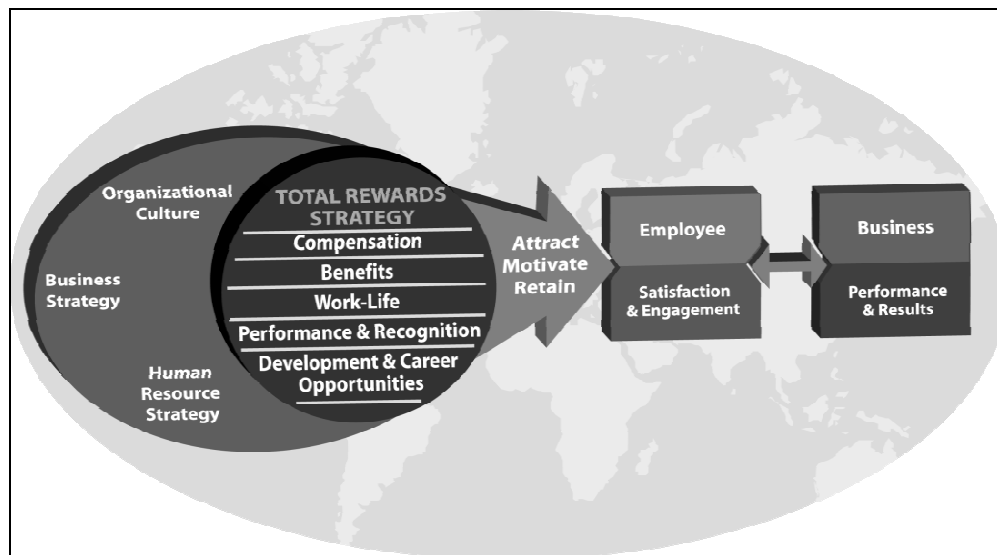 Organizational
Culture
Business
Strategy
Human
Resource
Strategy
TOTAL REWARDS
STRATEGY
Compensation
Benefits
Work-Life
Performance & Recognition
Development & Career
Opportunities
Attract
Motivate
Retain
Employee
Satisfaction
& Engagement
Business
Performance
& Results